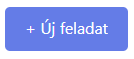 + Új feladat